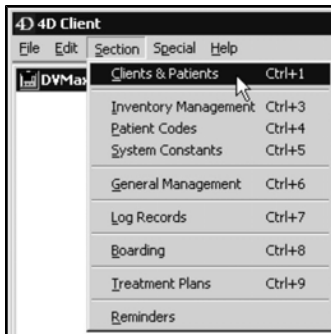 4D 4D Client
File Edit Section Special Help
DVMax
Clients & Patients Ctrl+1
Inventory Management Ctrl+3
Patient Codes Ctrl+4
System Constants Ctrl+5
General Management Ctrl+6
Log Records Ctrl+7
Boarding Ctrl+8
Treatment Plans Ctrl+9
Reminders